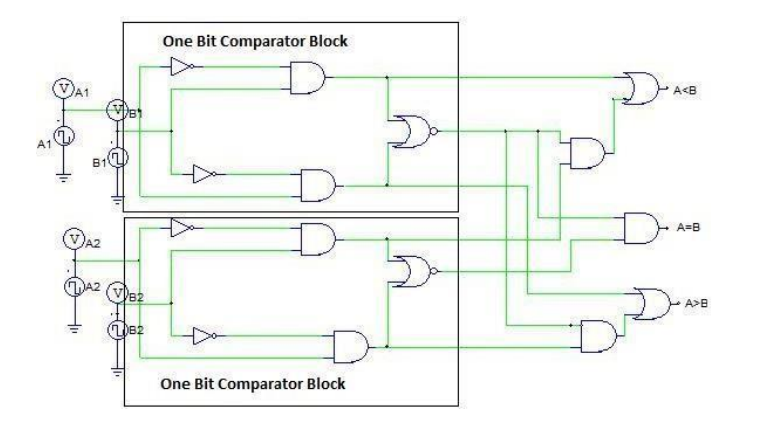 One Bit Comparator Block
V A1
A1
V B1
B1
A<B
A=B
V A2
A2
V B2
B2
A>B
One Bit Comparator Block